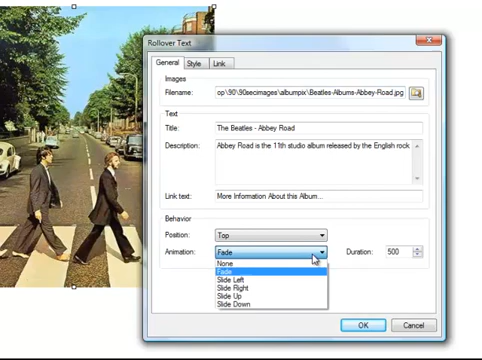 Rollover Text
General Style Link
Images
Filename: op\90\90secimages\albumpix\Beatles-Albums-Abbey-Road.jpg
Text
Title: The Beatles - Abbey Road
Description: Abbey Road is the 11th studio album released by the English rock
Link text: More Information About this Album...
Behavior
Position: Top
Animation: Fade Duration: 500
None
Fade
Slide Left
Slide Right
Slide Up
Slide Down
OK Cancel